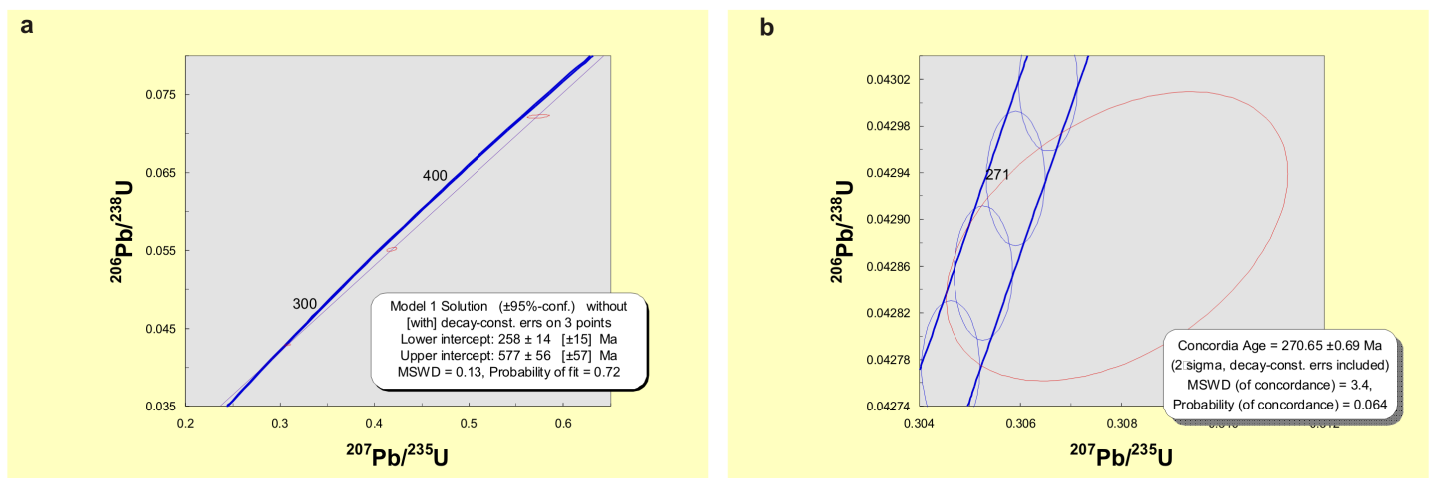 a
0.075
0.065
0.055
0.045
0.035
0.2
0.3
0.4
0.5
0.6
400
300
206Pb/238U
207Pb/235U
Model 1 Solution (±95%-conf.) without
[with] decay-const. errs on 3 points
Lower intercept: 258 ± 14 [±15] Ma
Upper intercept: 577 ± 56 [±57] Ma
MSWD = 0.13, Probability of fit = 0.72
b
0.04302
0.04298
0.04294
0.04290
0.04286
0.04282
0.04278
0.04274
0.304
0.306
0.308
271
206Pb/238U
207Pb/235U
Concordia Age = 270.65 ±0.69 Ma
(2 sigma, decay-const. errs included)
MSWD (of concordance) = 3.4,
Probability (of concordance) = 0.064